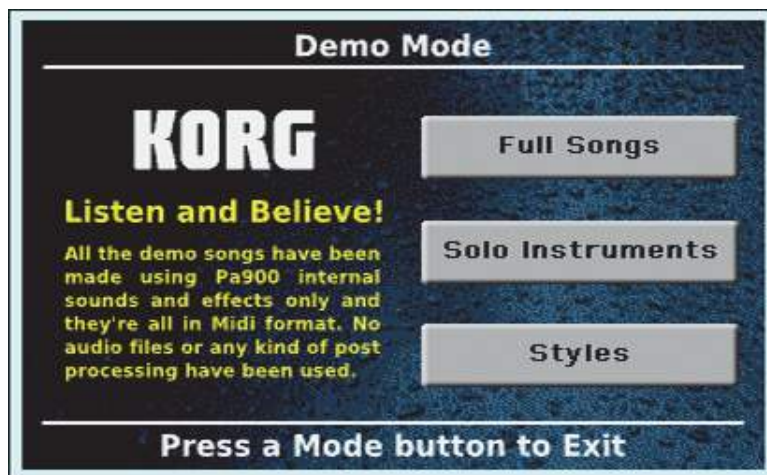 Demo Mode
KORG
Listen and Believe!
All the demo songs have been
made using Pa900 internal
sounds and effects only and
they're all in Midi format. No
audio files or any kind of post
processing have been used.
Full Songs
Solo Instruments
Styles
Press a Mode button to Exit